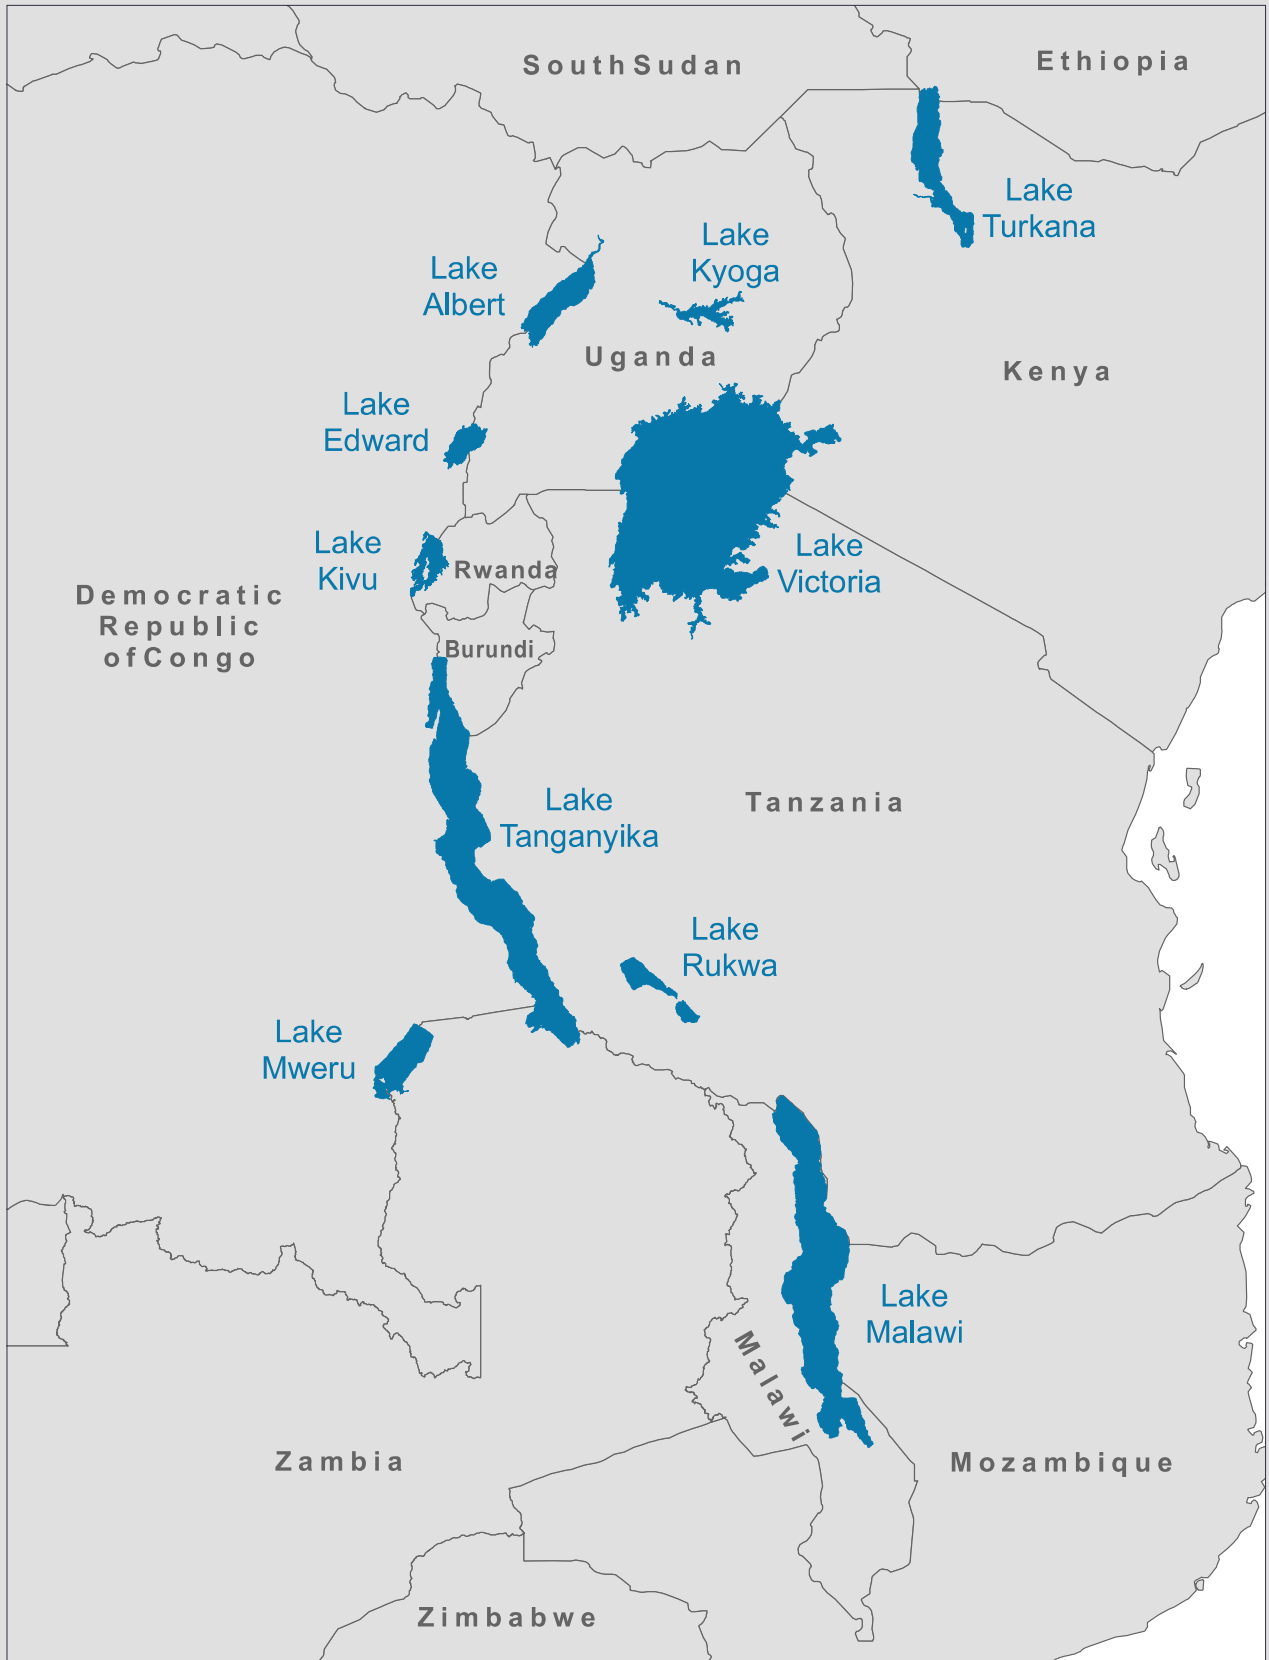 South Sudan
Ethiopia
Lake
Turkana
Lake
Kyoga
Lake
Albert
Uganda
Kenya
Lake
Edward
Lake
Kivu
Rwanda
Lake
Victoria
Democratic
Republic
of Congo
Burundi
Lake
Tanganyika
Tanzania
Lake
Rukwa
Lake
Mweru
Lake
Malawi
Malawi
Zambia
Mozambique
Zimbabwe